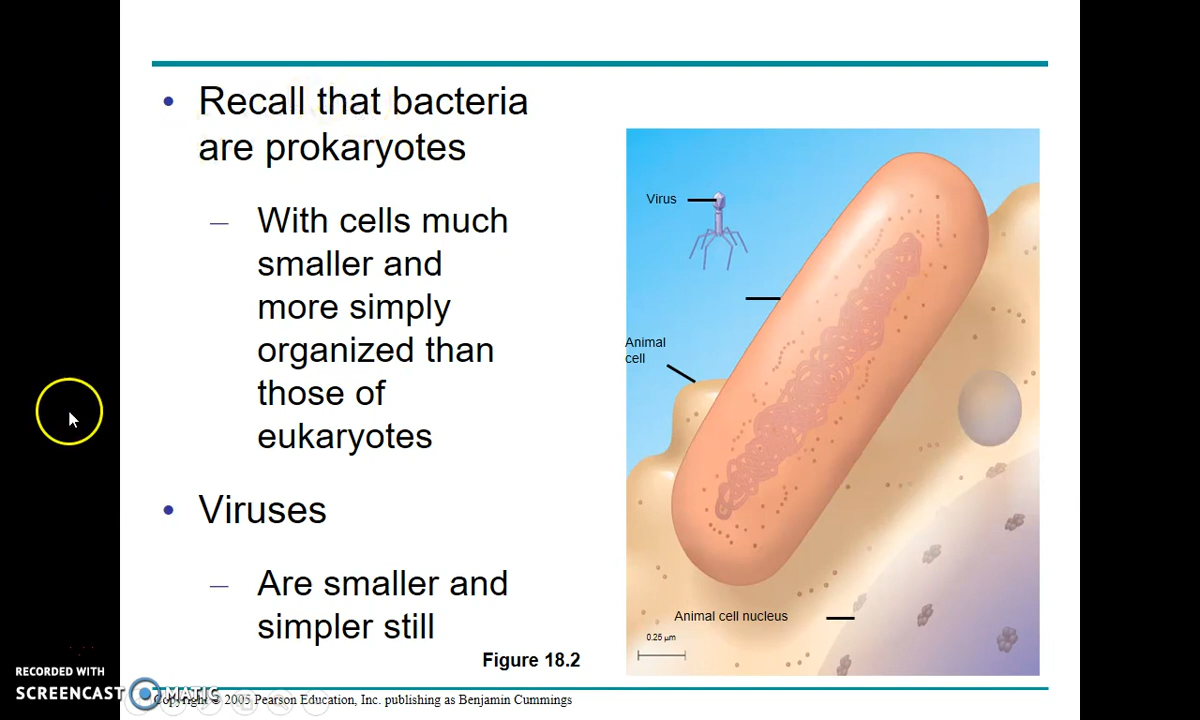 • Recall that bacteria
are prokaryotes
– With cells much
smaller and
more simply
organized than
those of
eukaryotes
• Viruses
– Are smaller and
simpler still
Figure 18.2
Virus
Animal
cell
Animal cell nucleus
0.25 μm
RECORDED WITH
SCREENCAST MATIC
Copyright © 2005 Pearson Education, Inc. publishing as Benjamin Cummings